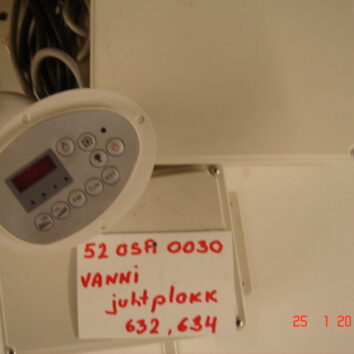 52 OSA 0030
VANNI
juhtplokk
632, 634
25 1 20